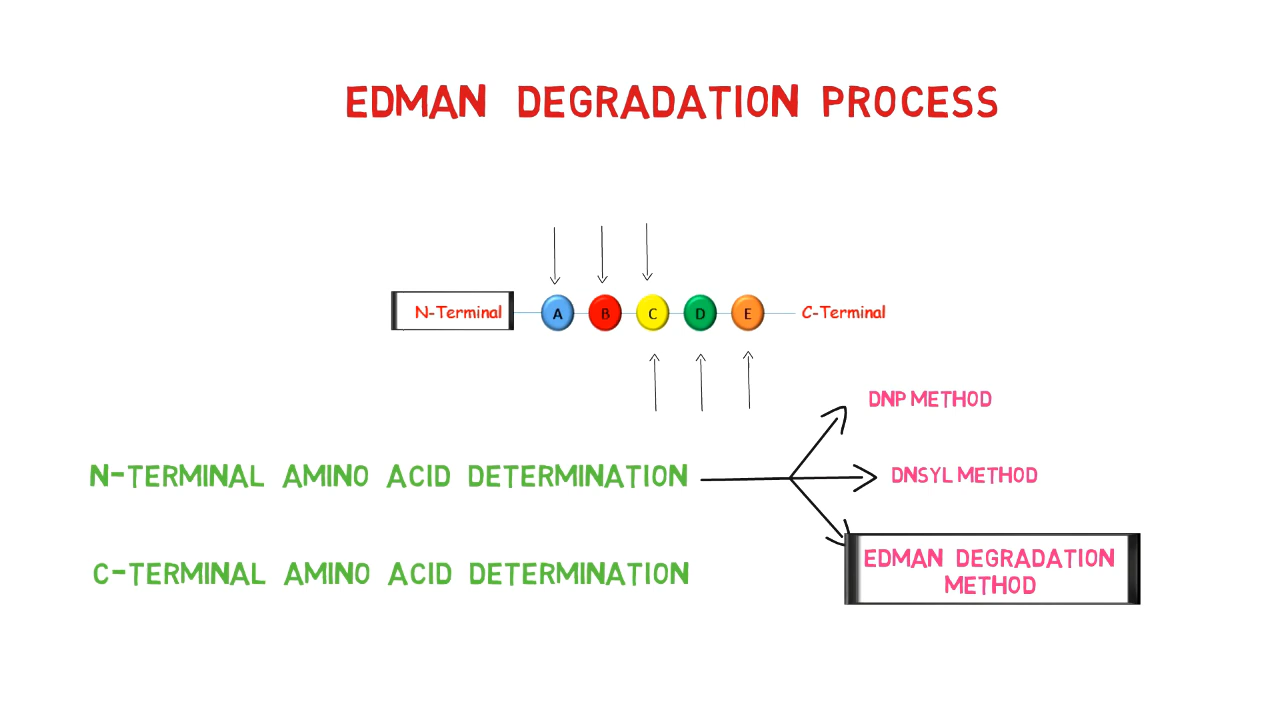 EDMAN DEGRADATION PROCESS
N-Terminal A B C D E C-Terminal
DNP METHOD
N-TERMINAL AMINO ACID DETERMINATION DNSYL METHOD
EDMAN DEGRADATION
METHOD
C-TERMINAL AMINO ACID DETERMINATION